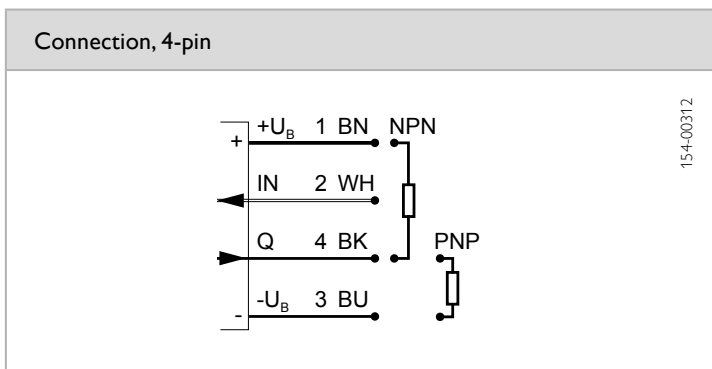 Connection, 4-pin
+U_B 1 BN NPN
+
IN 2 WH
Q 4 BK PNP
-U_B 3 BU
-
154-00312